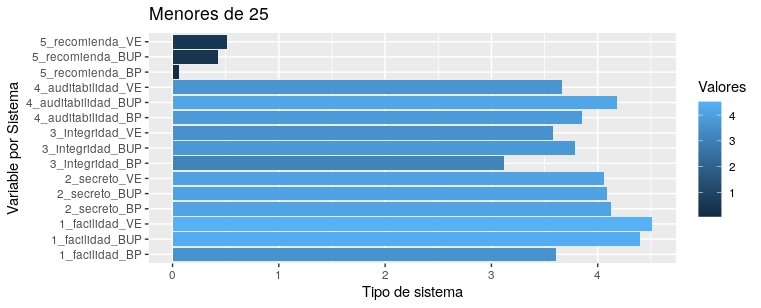 Menores de 25
Variable por Sistema
5_recomienda_VE
5_recomienda_BUP
5_recomienda_BP
4_auditabilidad_VE
4_auditabilidad_BUP
4_auditabilidad_BP
3_integridad_VE
3_integridad_BUP
3_integridad_BP
2_secreto_VE
2_secreto_BUP
2_secreto_BP
1_facilidad_VE
1_facilidad_BUP
1_facilidad_BP
0 1 2 3 4
Tipo de sistema
Valores
4
3
2
1